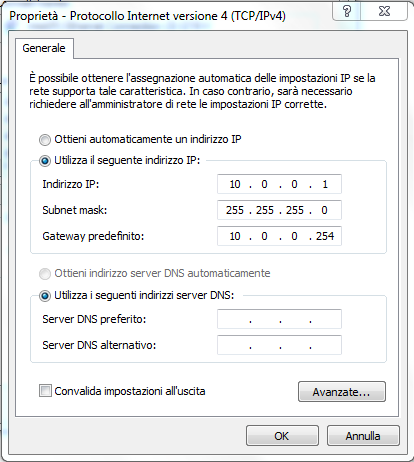 Proprietà - Protocollo Internet versione 4 (TCP/IPv4)
Generale
È possibile ottenere l'assegnazione automatica delle impostazioni IP se la
rete supporta tale caratteristica. In caso contrario, sarà necessario
richiedere all'amministratore di rete le impostazioni IP corrette.
Ottieni automaticamente un indirizzo IP
Utilizza il seguente indirizzo IP:
Indirizzo IP: 10 . 0 . 0 . 1
Subnet mask: 255 . 255 . 255 . 0
Gateway predefinito: 10 . 0 . 0 . 254
Ottieni indirizzo server DNS automaticamente
Utilizza i seguenti indirizzi server DNS:
Server DNS preferito: . . .
Server DNS alternativo: . . .
Convalida impostazioni all'uscita
Avanzate...
OK Annulla